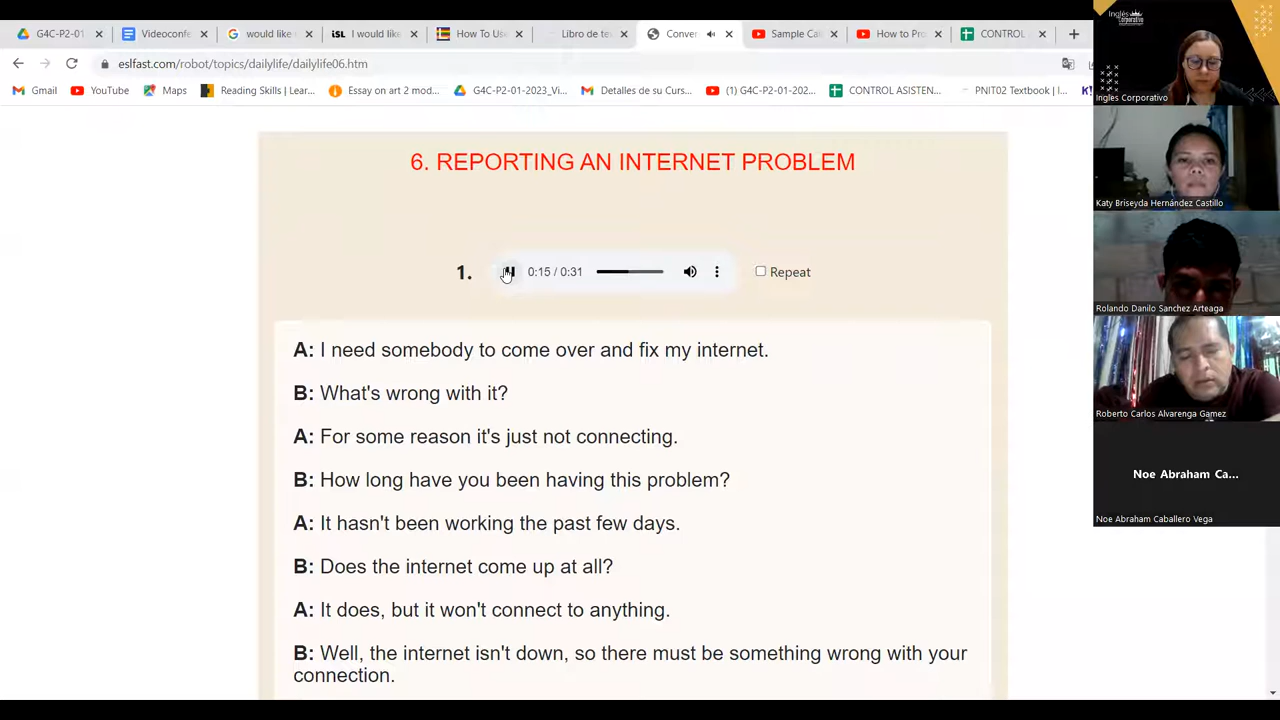 G4C-P2-01
Videoconfe
would like
I would like
How To Use
Libro de te
Conver
Sample Cal
How to Pro
CONTROL
eslfast.com/robot/topics/dailylife/dailylife06.htm
Gmail
YouTube
Maps
Reading Skills | Lear...
Essay on art 2 mod...
G4C-P2-01-2023_Vi...
Detalles de su Curs...
(1) G4C-P2-01-202...
CONTROL ASISTEN...
PNIT02 Textbook | I...
6. REPORTING AN INTERNET PROBLEM
1.
0:15 / 0:31
Repeat
A: I need somebody to come over and fix my internet.
B: What's wrong with it?
A: For some reason it's just not connecting.
B: How long have you been having this problem?
A: It hasn't been working the past few days.
B: Does the internet come up at all?
A: It does, but it won't connect to anything.
B: Well, the internet isn't down, so there must be something wrong with your
connection.
Inglés
Corporativo
Ingles Corporativo
Katy Briseyda Hernández Castillo
Rolando Danilo Sanchez Arteaga
Roberto Carlos Alvarenga Gamez
Noe Abraham Ca...
Noe Abraham Caballero Vega